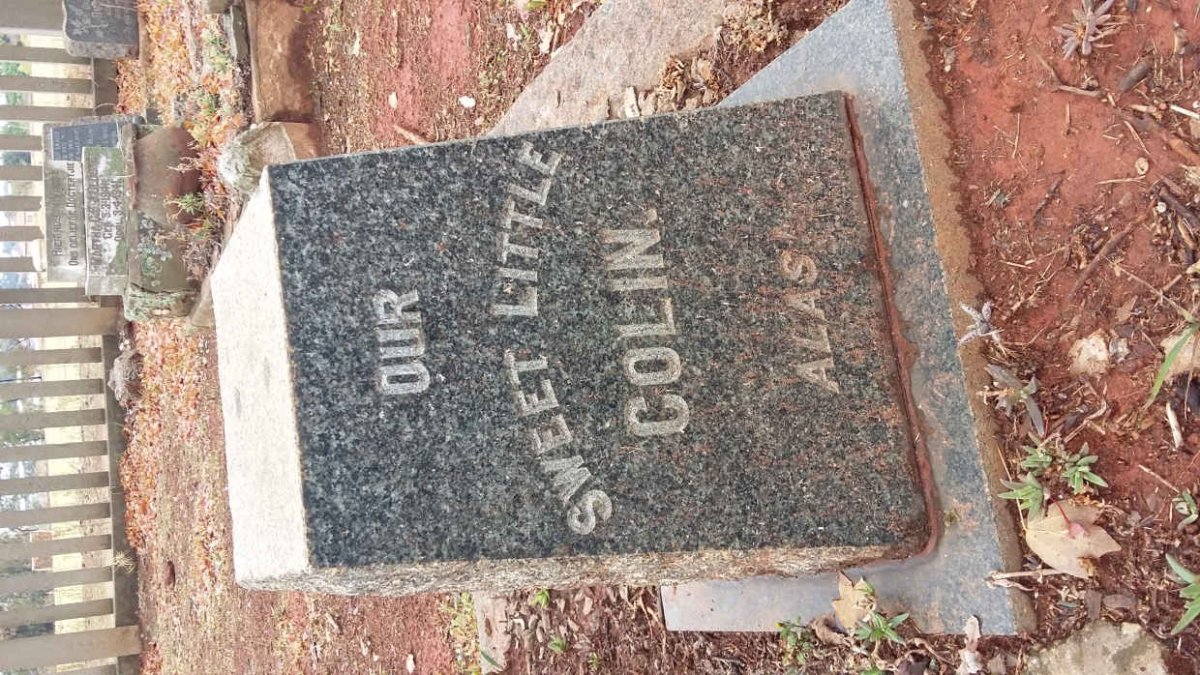 OUR
SWEET LITTLE
COLIN.
ALAS